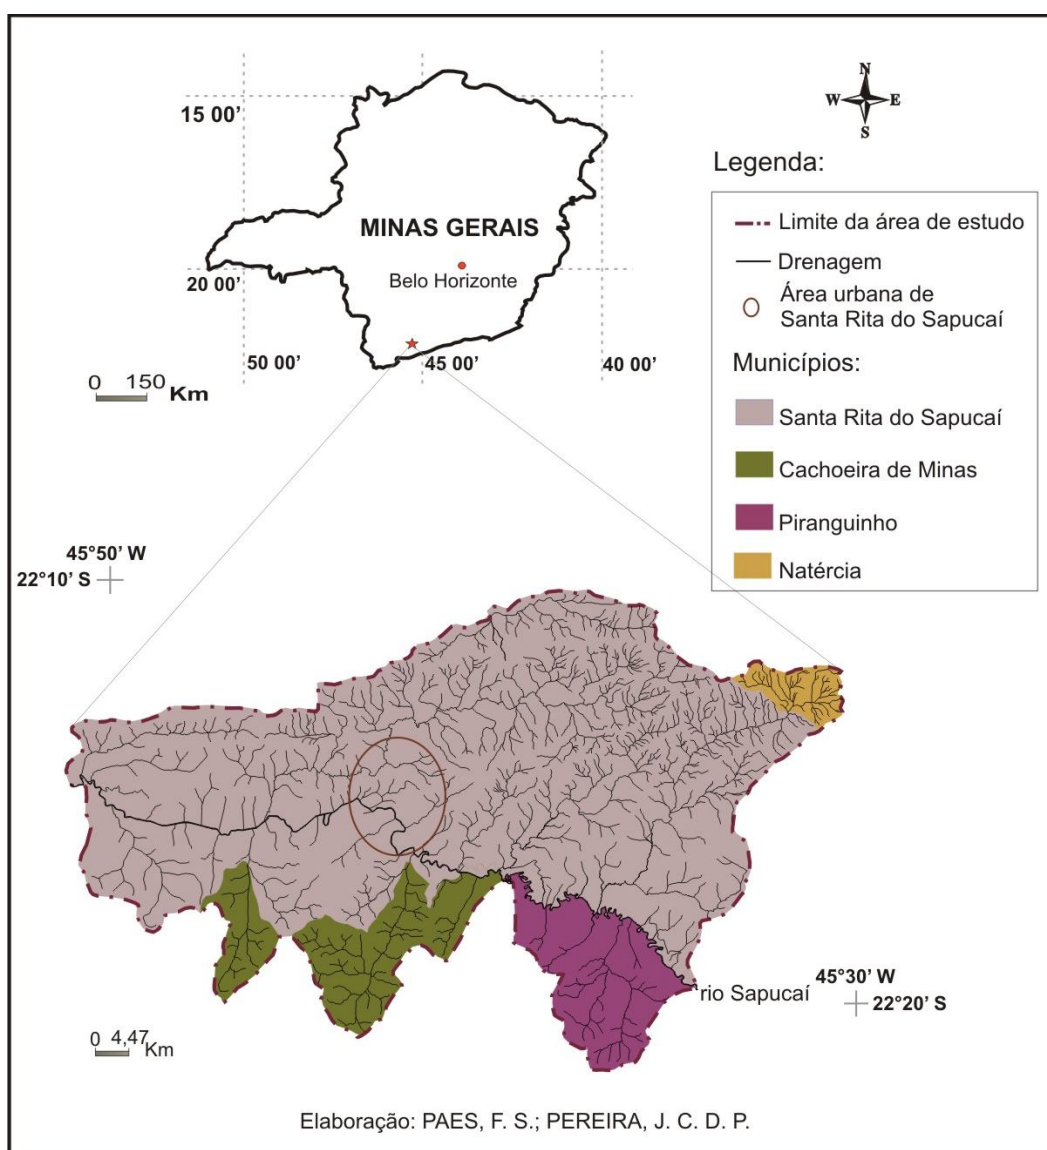 N
W E
S
15 00'
MINAS GERAIS
Belo Horizonte
20 00'
50 00'
45 00'
40 00'
0 150 Km
Legenda:
Limite da área de estudo
Drenagem
Área urbana de
Santa Rita do Sapucaí
Municípios:
Santa Rita do Sapucaí
Cachoeira de Minas
Piranguinho
Natércia
45°50' W
22°10' S
rio Sapucaí
45°30' W
22°20' S
0 4,47 Km
Elaboração: PAES, F. S.; PEREIRA, J. C. D. P.